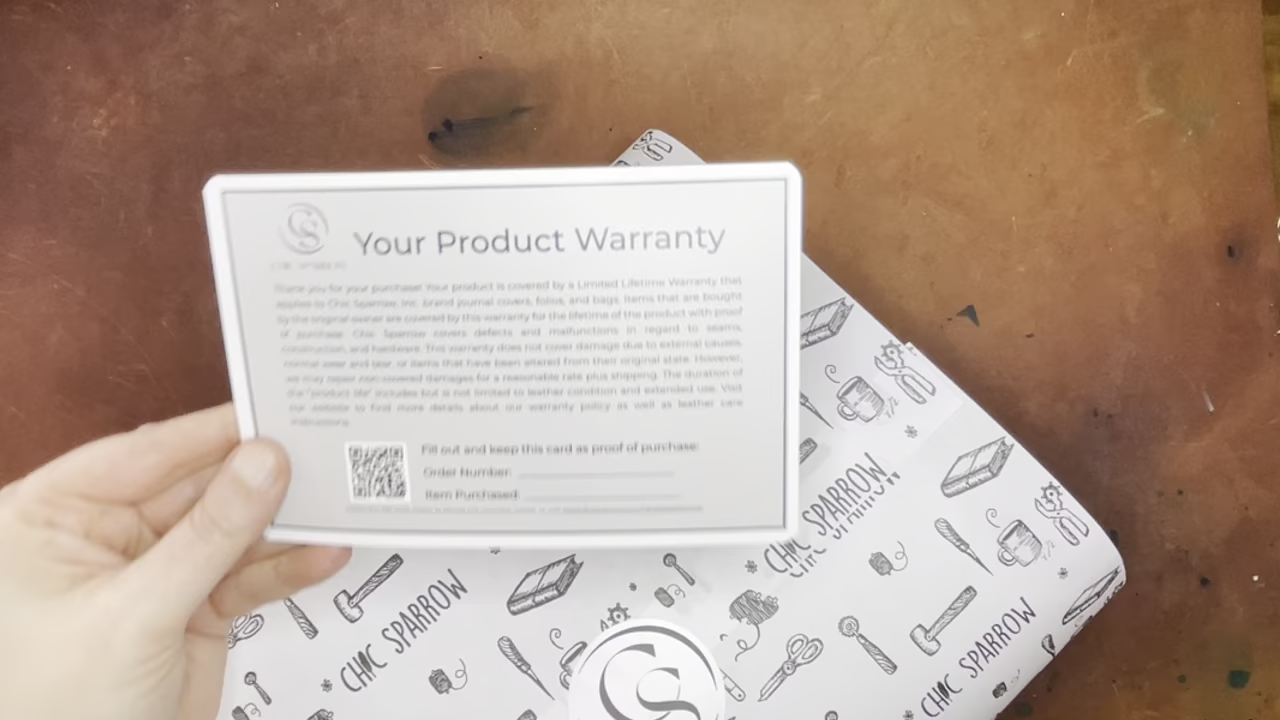 CS
Your Product Warranty
Thank you for your purchase! Your product is covered by a Limited Lifetime Warranty that
applies to Chic Sparrow Inc. brand journal covers, folios, and bags. Items that are bought
by the original owner are covered by this warranty for the lifetime of the product with proof
of purchase. Chic Sparrow covers defects and malfunctions in regard to seams,
construction, and hardware. This warranty does not cover damage due to external causes,
normal wear and tear, or items that have been altered from their original state. However,
we may repair non-covered damages for a reasonable rate plus shipping. The duration of
the "product life" includes but is not limited to leather condition and extended use. Visit
our website to find more details about our warranty policy as well as leather care
instructions.
Fill out and keep this card as proof of purchase:
Order Number:
Item Purchased:
CHIC SPARROW
CHIC SPARROW
CHIC SPARROW
CHIC SPARROW
CS